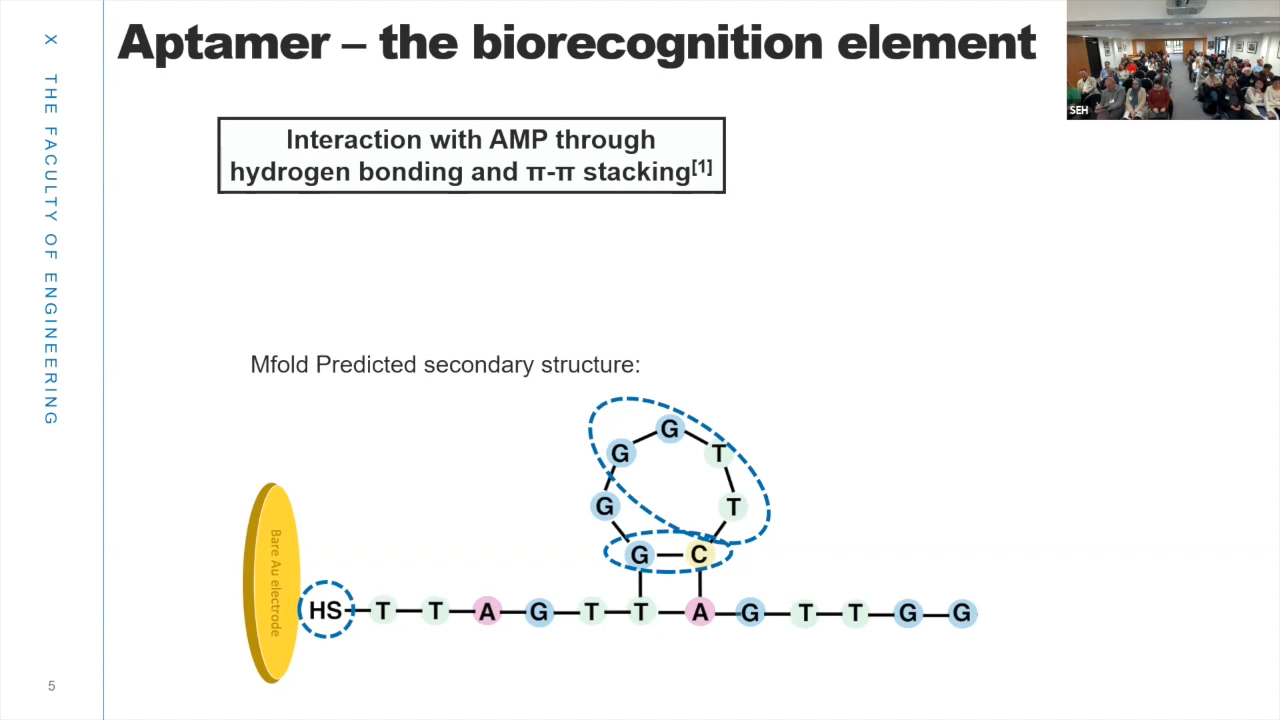 Aptamer – the biorecognition element
X THE FACULTY OF ENGINEERING
SEH
Interaction with AMP through
hydrogen bonding and π-π stacking[1]
Mfold Predicted secondary structure:
G
G T
G T
G C
Bare Au electrode
HS T T A G T T A G T T G G
5